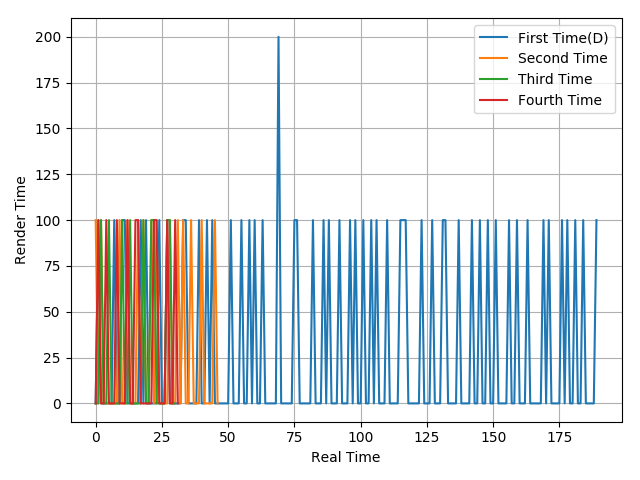 First Time(D)
Second Time
Third Time
Fourth Time
Render Time
200
175
150
125
100
75
50
25
0
0 25 50 75 100 125 150 175
Real Time